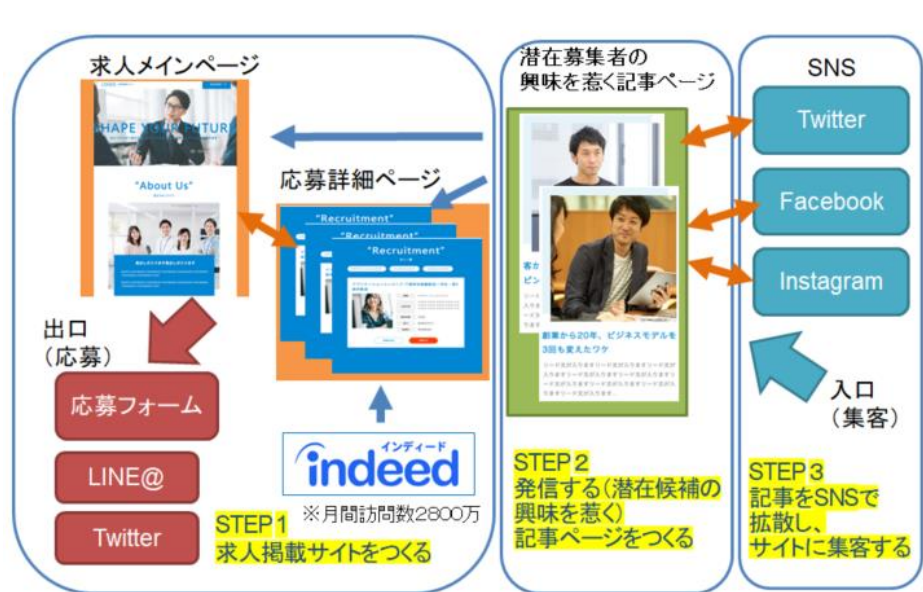 求人メインページ
SHAPE YOUR FUTUR
"About Us"
応募詳細ページ
"Recruitment"
"Recruitment"
"Recruitment"
出口
（応募）
応募フォーム
LINE@
Twitter
インディード
indeed
※月間訪問数2800万
STEP1
求人掲載サイトをつくる
潜在募集者の
興味を惹く記事ページ
創業から20年、ビジネスモデルを
3回も変えたワケ
STEP2
発信する（潜在候補の
興味を惹く）
記事ページをつくる
SNS
Twitter
Facebook
Instagram
入口
（集客）
STEP3
記事をSNSで
拡散し、
サイトに集客する